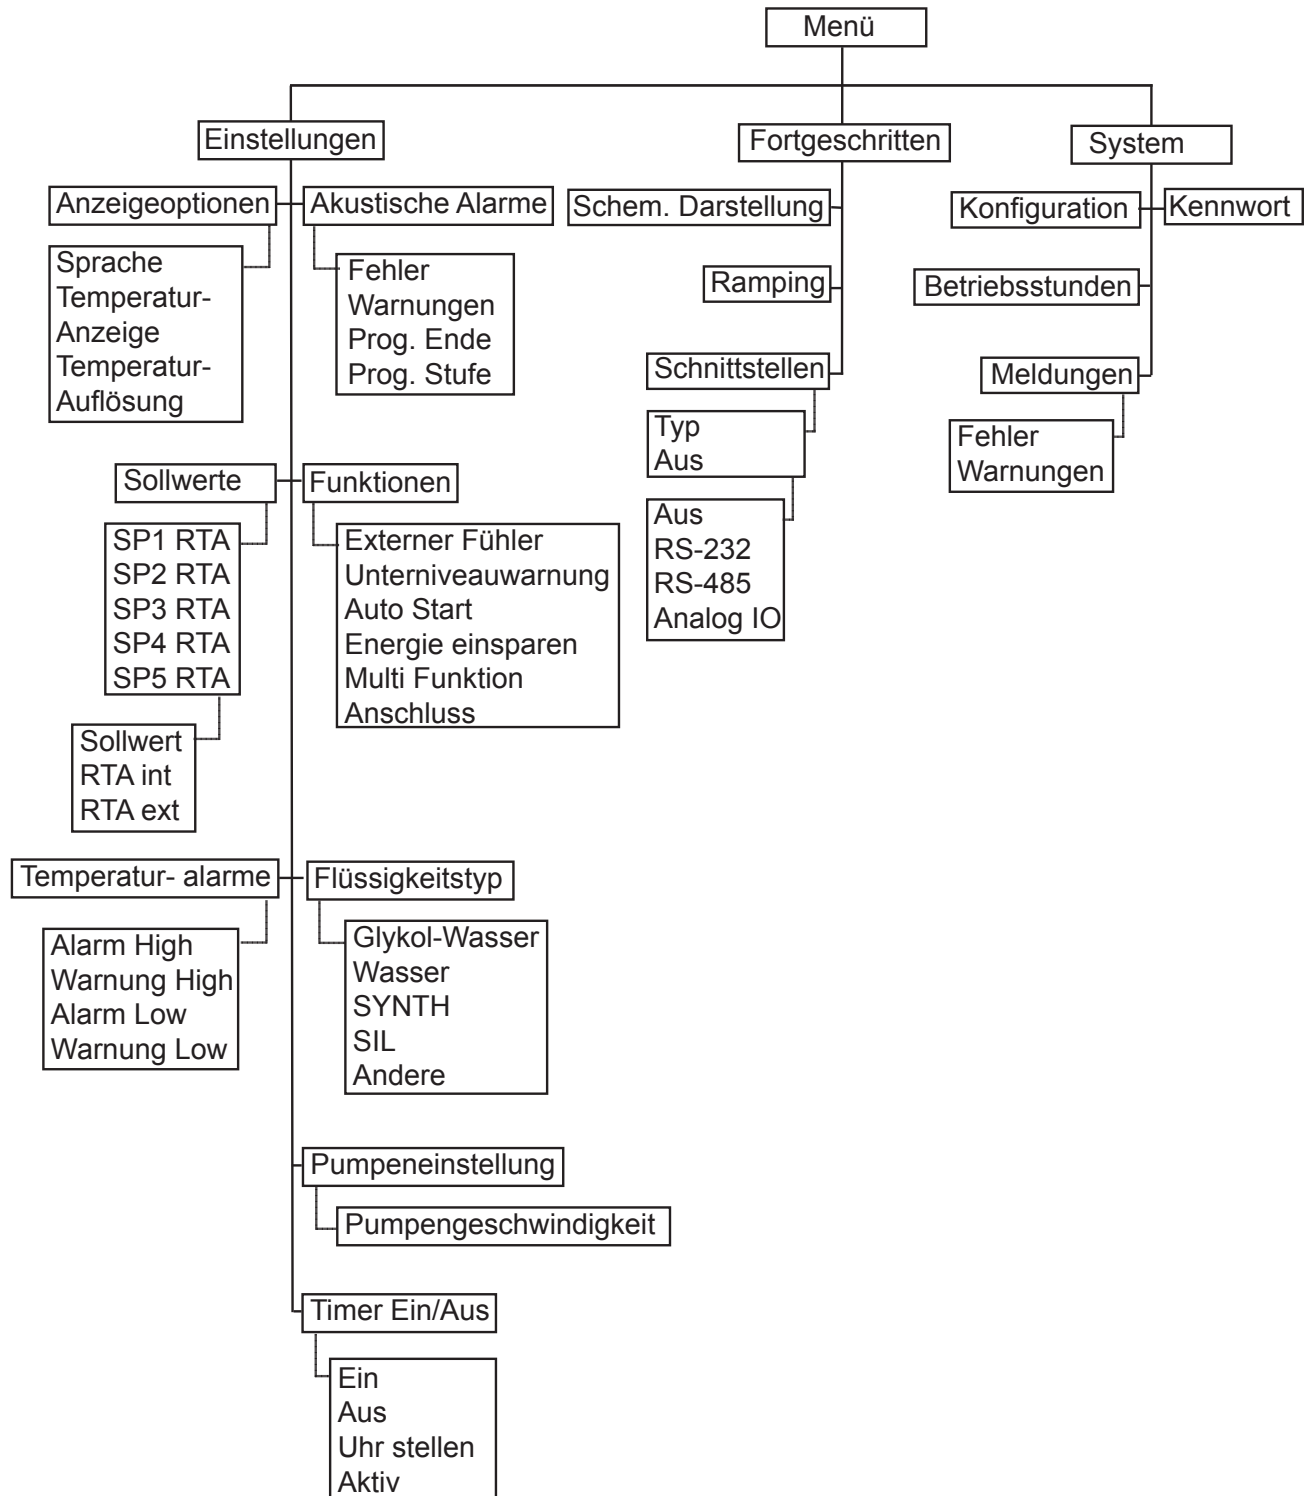 Menü
Einstellungen
Fortgeschritten
System
Anzeigeoptionen
Sprache
Temperatur-
Anzeige
Temperatur-
Auflösung
Akustische Alarme
Fehler
Warnungen
Prog. Ende
Prog. Stufe
Sollwerte
SP1 RTA
SP2 RTA
SP3 RTA
SP4 RTA
SP5 RTA
Sollwert
RTA int
RTA ext
Funktionen
Externer Fühler
Unterniveauwarnung
Auto Start
Energie einsparen
Multi Funktion
Anschluss
Temperatur- alarme
Alarm High
Warnung High
Alarm Low
Warnung Low
Flüssigkeitstyp
Glykol-Wasser
Wasser
SYNTH
SIL
Andere
Pumpeneinstellung
Pumpengeschwindigkeit
Timer Ein/Aus
Ein
Aus
Uhr stellen
Aktiv
Schem. Darstellung
Ramping
Schnittstellen
Typ
Aus
Aus
RS-232
RS-485
Analog IO
Konfiguration
Kennwort
Betriebsstunden
Meldungen
Fehler
Warnungen